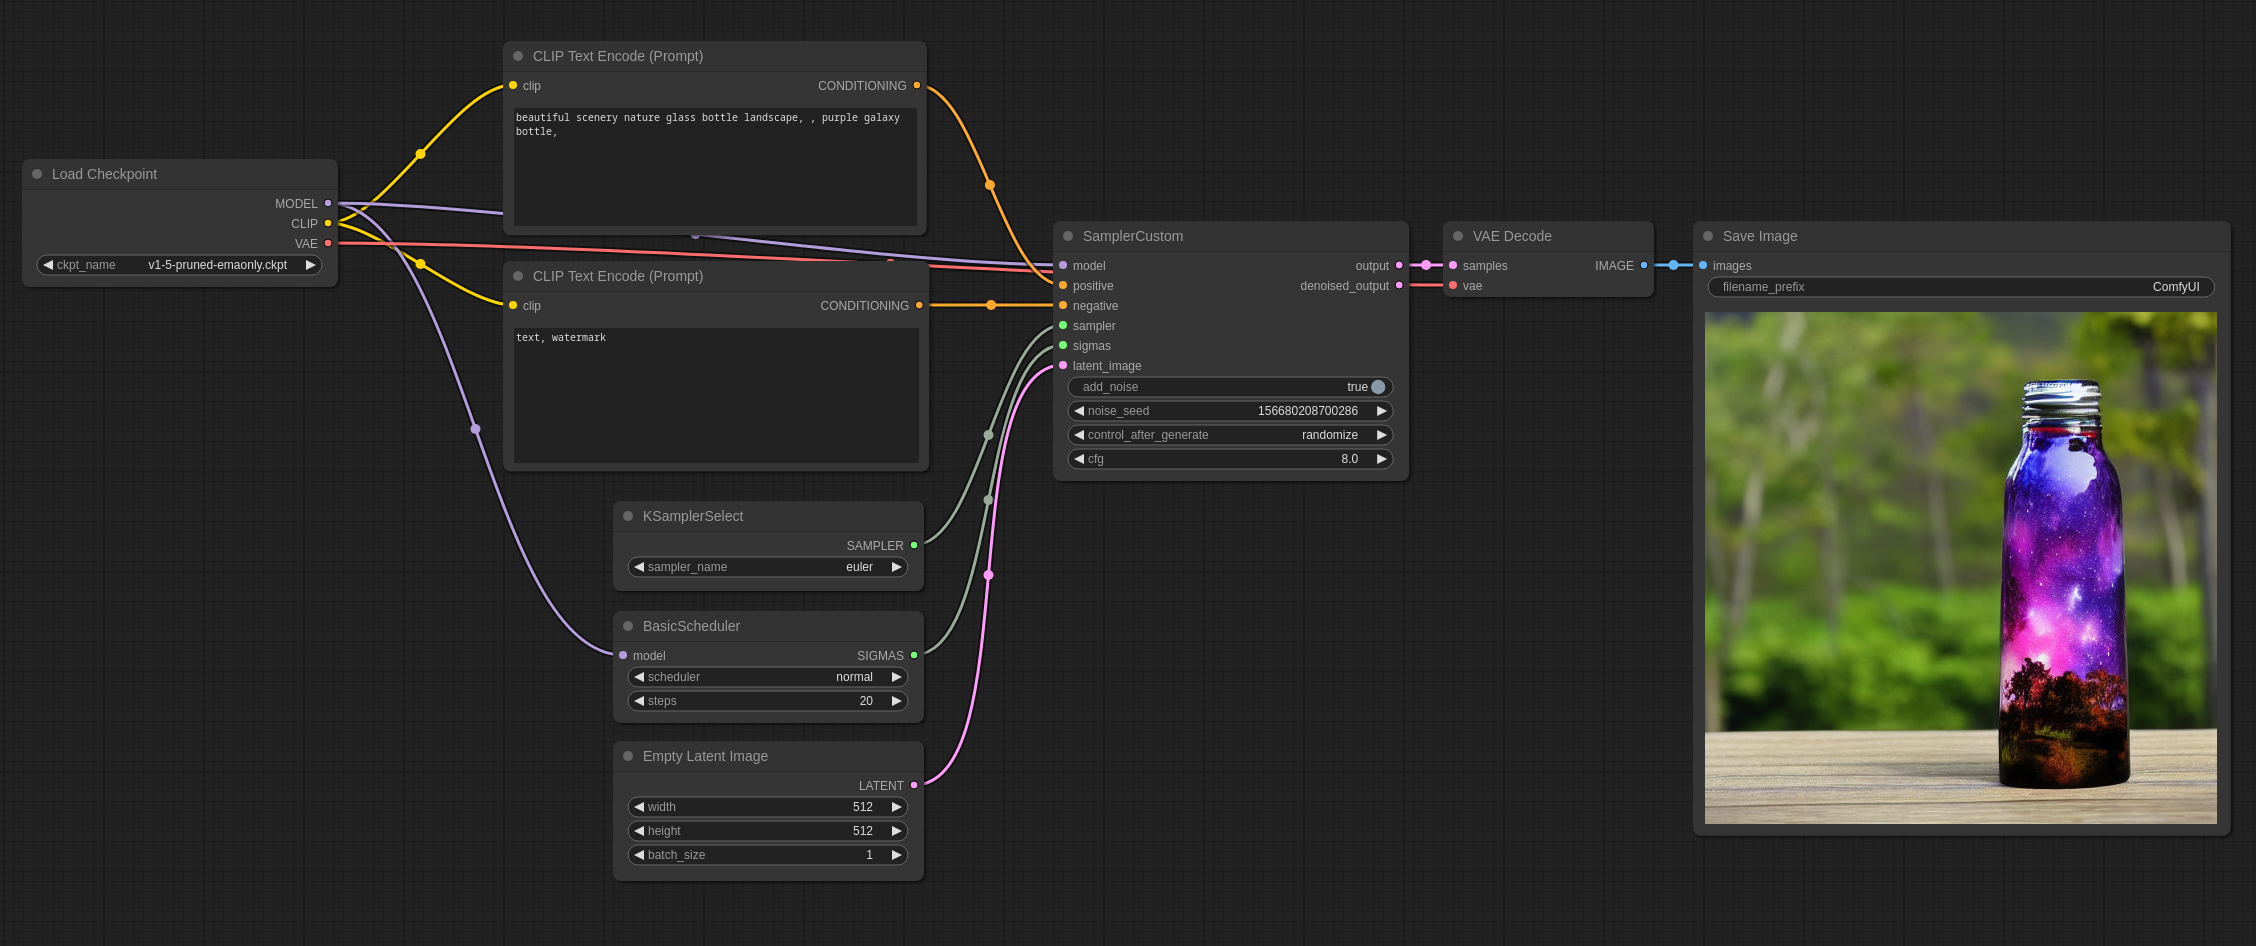 Load Checkpoint
MODEL
CLIP
VAE
ckpt_name v1-5-pruned-emaonly.ckpt
CLIP Text Encode (Prompt)
clip CONDITIONING
beautiful scenery nature glass bottle landscape, , purple galaxy
bottle,
CLIP Text Encode (Prompt)
clip CONDITIONING
text, watermark
KSamplerSelect
SAMPLER
sampler_name euler
BasicScheduler
model SIGMAS
scheduler normal
steps 20
Empty Latent Image
LATENT
width 512
height 512
batch_size 1
SamplerCustom
model output
positive denoised_output
negative
sampler
sigmas
latent_image
add_noise true
noise_seed 156680208700286
control_after_generate randomize
cfg 8.0
VAE Decode
samples IMAGE
vae
Save Image
images
filename_prefix ComfyUI